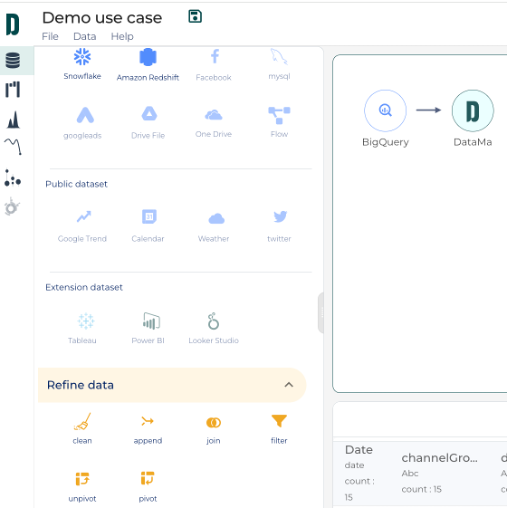 Demo use case
File Data Help
Snowflake Amazon Redshift Facebook mysql
googleads Drive File One Drive Flow
Public dataset
Google Trend Calendar Weather twitter
Extension dataset
Tableau Power BI Looker Studio
Refine data
clean append join filter
unpivot pivot
BigQuery DataMa
Date
date
count :
15
channelGro...
Abc
count : 15
d
A
c